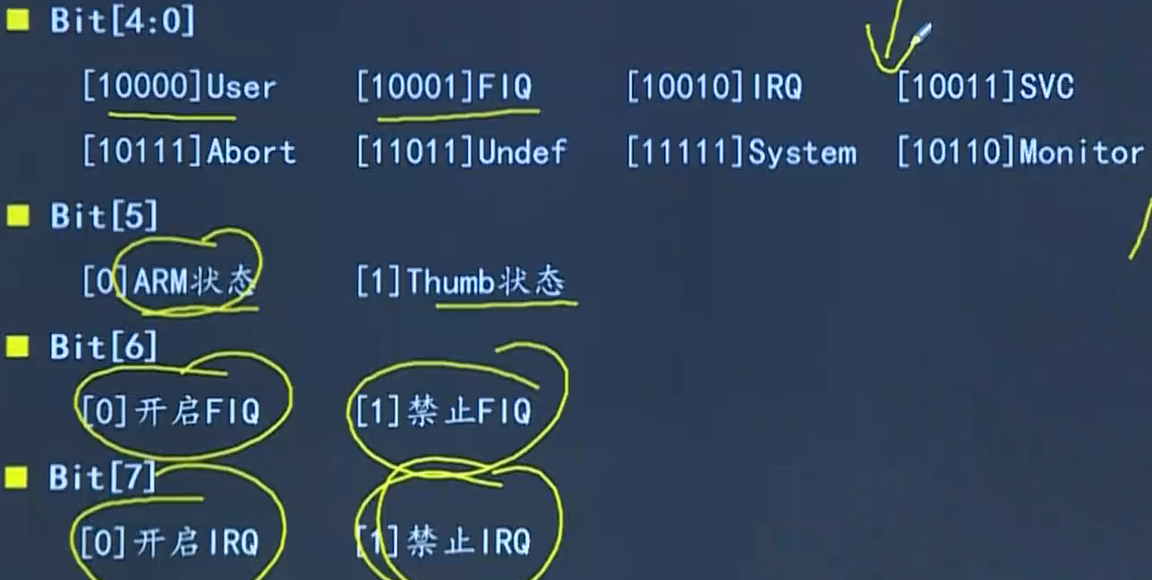 Bit[4:0]
[10000]User [10001]FIQ [10010]IRQ [10011]SVC
[10111]Abort [11011]Undef [11111]System [10110]Monitor
Bit[5]
[0]ARM状态 [1]Thumb状态
Bit[6]
[0]开启FIQ [1]禁止FIQ
Bit[7]
[0]开启IRQ [1]禁止IRQ